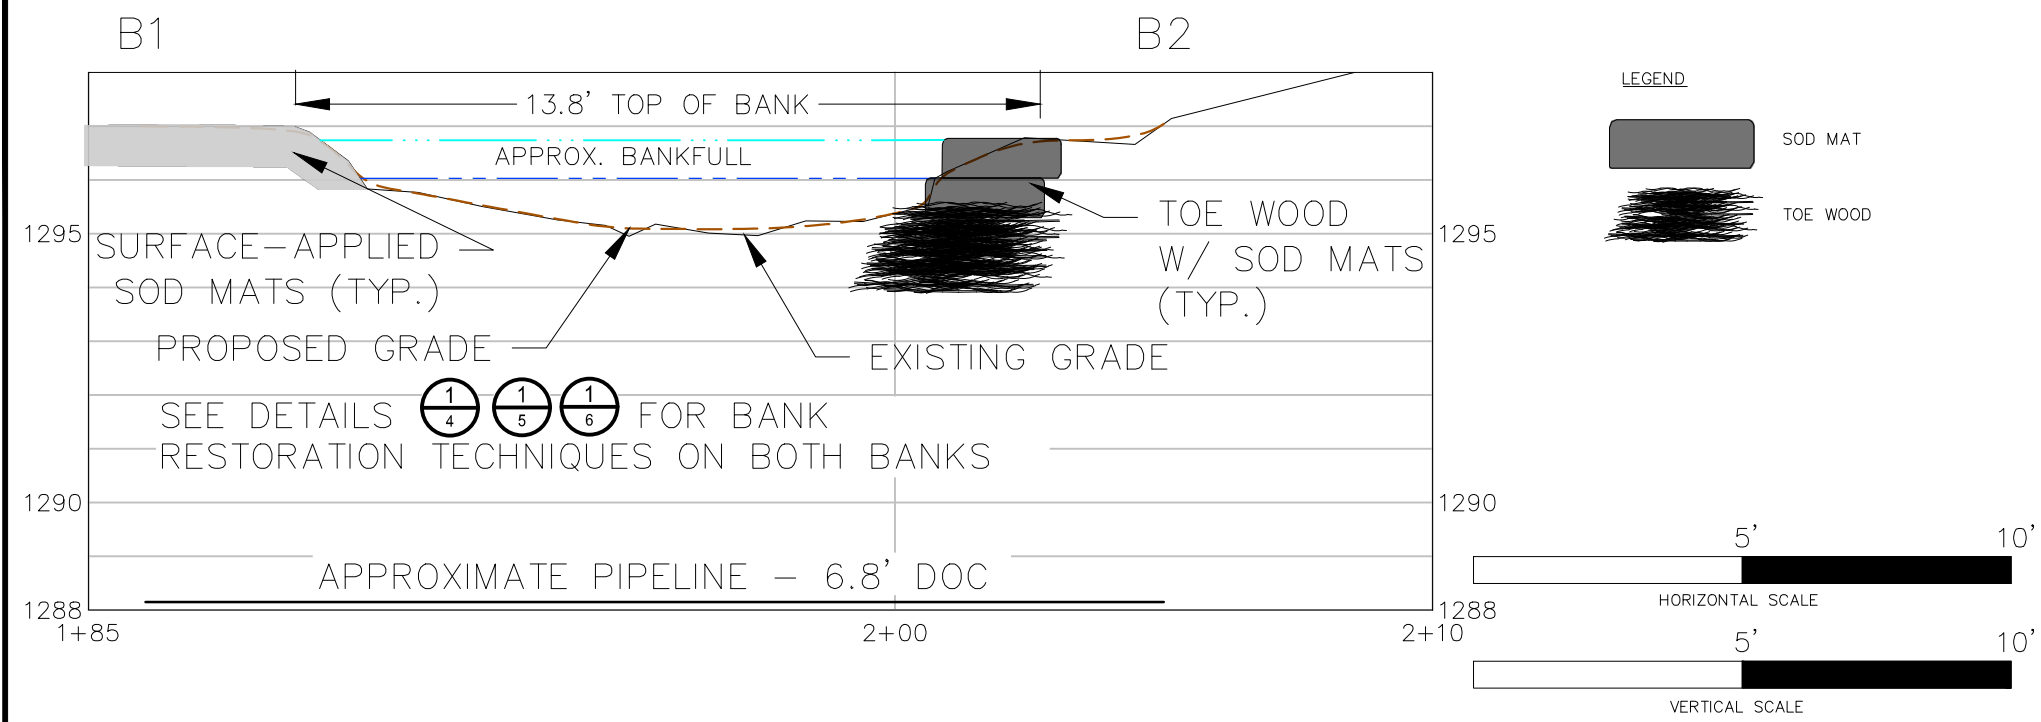 B1
B2
13.8' TOP OF BANK
APPROX. BANKFULL
1295
1295
SURFACE-APPLIED
SOD MATS (TYP.)
TOE WOOD
W/ SOD MATS
(TYP.)
PROPOSED GRADE
EXISTING GRADE
SEE DETAILS 1/4 1/5 1/6 FOR BANK
RESTORATION TECHNIQUES ON BOTH BANKS
1290
1290
APPROXIMATE PIPELINE - 6.8' DOC
1288
1288
1+85
2+00
2+10
LEGEND
SOD MAT
TOE WOOD
5'
10'
HORIZONTAL SCALE
5'
10'
VERTICAL SCALE